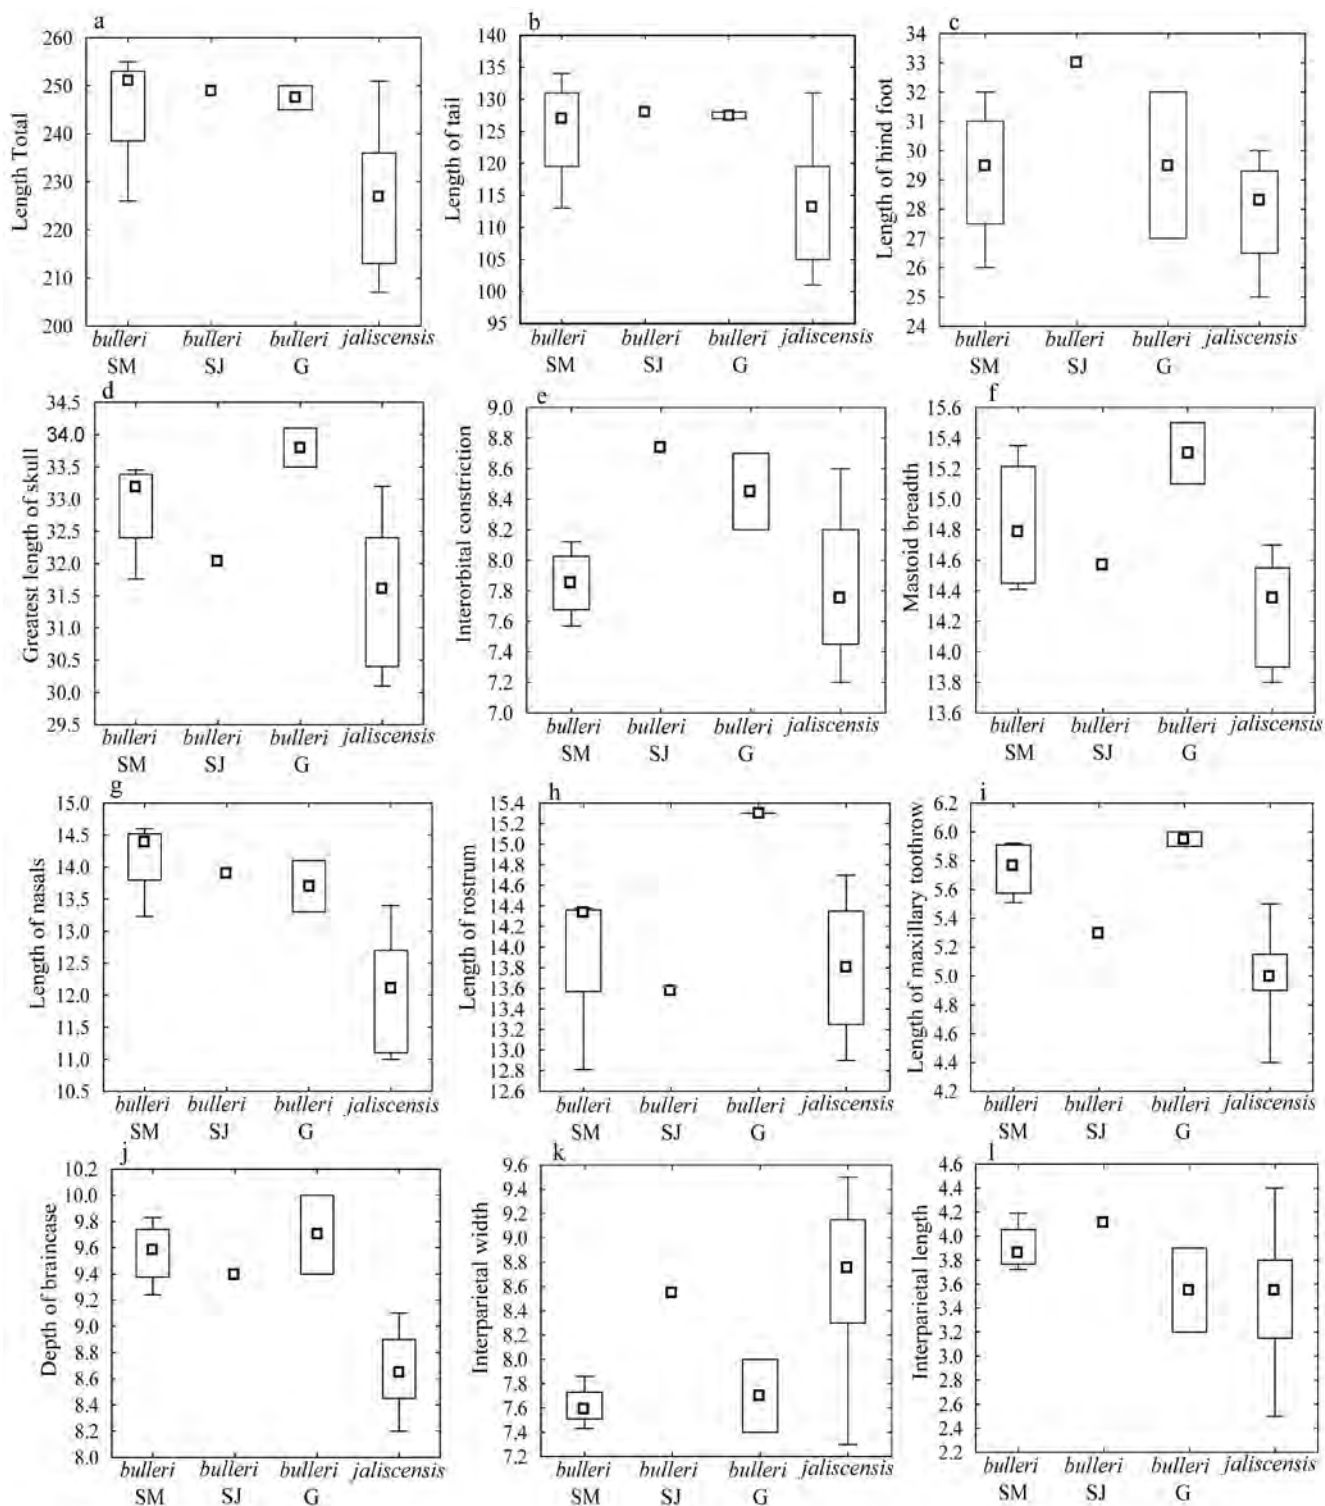 a
Length Total
260
250
240
230
220
210
200
bulleri bulleri bulleri jaliscensis
SM SJ G
b
Length of tail
140
135
130
125
120
115
110
105
100
95
bulleri bulleri bulleri jaliscensis
SM SJ G
c
Length of hind foot
34
33
32
31
30
29
28
27
26
25
24
bulleri bulleri bulleri jaliscensis
SM SJ G
d
Greatest length of skull
34.5
34.0
33.5
33.0
32.5
32.0
31.5
31.0
30.5
30.0
29.5
bulleri bulleri bulleri jaliscensis
SM SJ G
e
Interorbital constriction
9.0
8.8
8.6
8.4
8.2
8.0
7.8
7.6
7.4
7.2
7.0
bulleri bulleri bulleri jaliscensis
SM SJ G
f
Mastoid breadth
15.6
15.4
15.2
15.0
14.8
14.6
14.4
14.2
14.0
13.8
13.6
bulleri bulleri bulleri jaliscensis
SM SJ G
g
Length of nasals
15.0
14.5
14.0
13.5
13.0
12.5
12.0
11.5
11.0
10.5
bulleri bulleri bulleri jaliscensis
SM SJ G
h
Length of rostrum
15.4
15.2
15.0
14.8
14.6
14.4
14.2
14.0
13.8
13.6
13.4
13.2
13.0
12.8
12.6
bulleri bulleri bulleri jaliscensis
SM SJ G
i
Length of maxillary toothrow
6.2
6.0
5.8
5.6
5.4
5.2
5.0
4.8
4.6
4.4
4.2
bulleri bulleri bulleri jaliscensis
SM SJ G
j
Depth of braincase
10.2
10.0
9.8
9.6
9.4
9.2
9.0
8.8
8.6
8.4
8.2
8.0
bulleri bulleri bulleri jaliscensis
SM SJ G
k
Interparietal width
9.6
9.4
9.2
9.0
8.8
8.6
8.4
8.2
8.0
7.8
7.6
7.4
7.2
bulleri bulleri bulleri jaliscensis
SM SJ G
l
Interparietal length
4.6
4.4
4.2
4.0
3.8
3.6
3.4
3.2
3.0
2.8
2.6
2.4
2.2
bulleri bulleri bulleri jaliscensis
SM SJ G